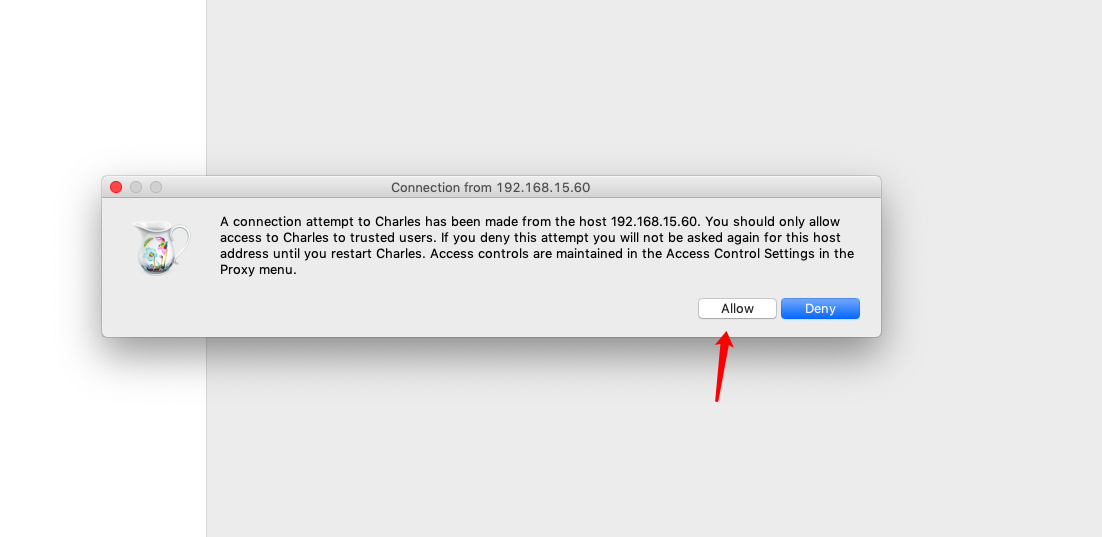 Connection from 192.168.15.60
A connection attempt to Charles has been made from the host 192.168.15.60. You should only allow
access to Charles to trusted users. If you deny this attempt you will not be asked again for this host
address until you restart Charles. Access controls are maintained in the Access Control Settings in the
Proxy menu.
Allow
Deny